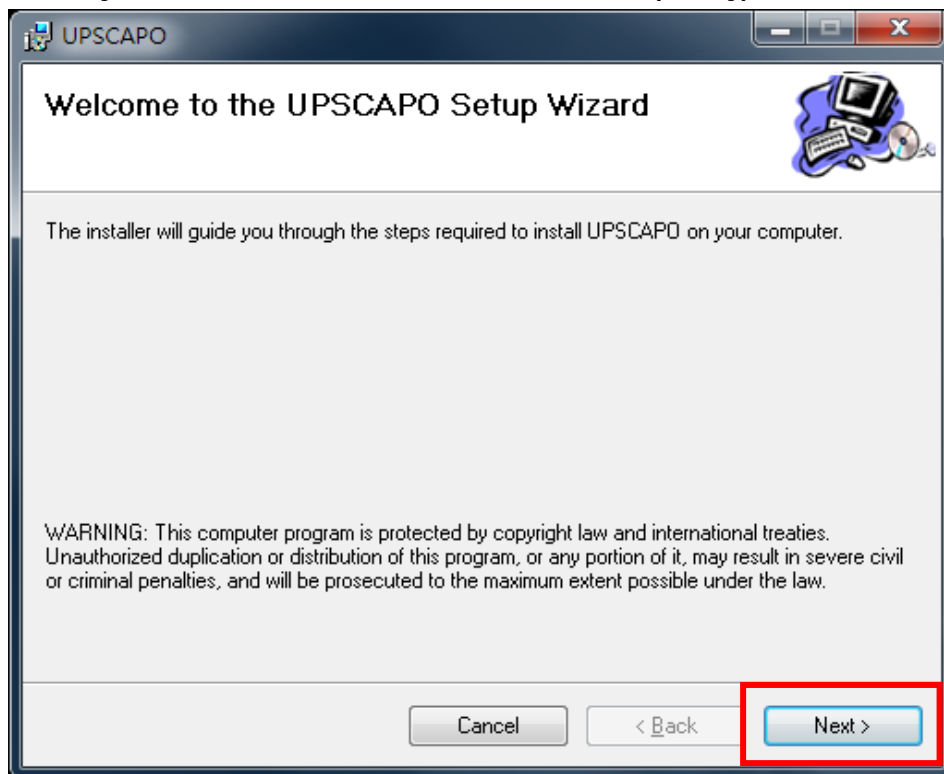 UPSCAPO
Welcome to the UPSCAPO Setup Wizard
The installer will guide you through the steps required to install UPSCAPO on your computer.
WARNING: This computer program is protected by copyright law and international treaties.
Unauthorized duplication or distribution of this program, or any portion of it, may result in severe civil
or criminal penalties, and will be prosecuted to the maximum extent possible under the law.
Cancel
< Back
Next >